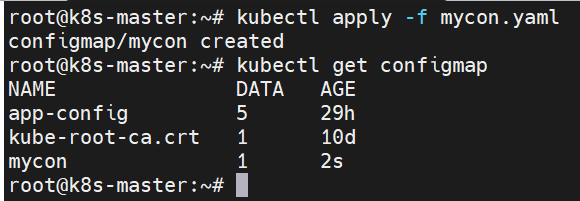 root@k8s-master:~# kubectl apply -f mycon.yaml
configmap/mycon created
root@k8s-master:~# kubectl get configmap
NAME               DATA   AGE
app-config         5      29h
kube-root-ca.crt   1      10d
mycon              1      2s
root@k8s-master:~#